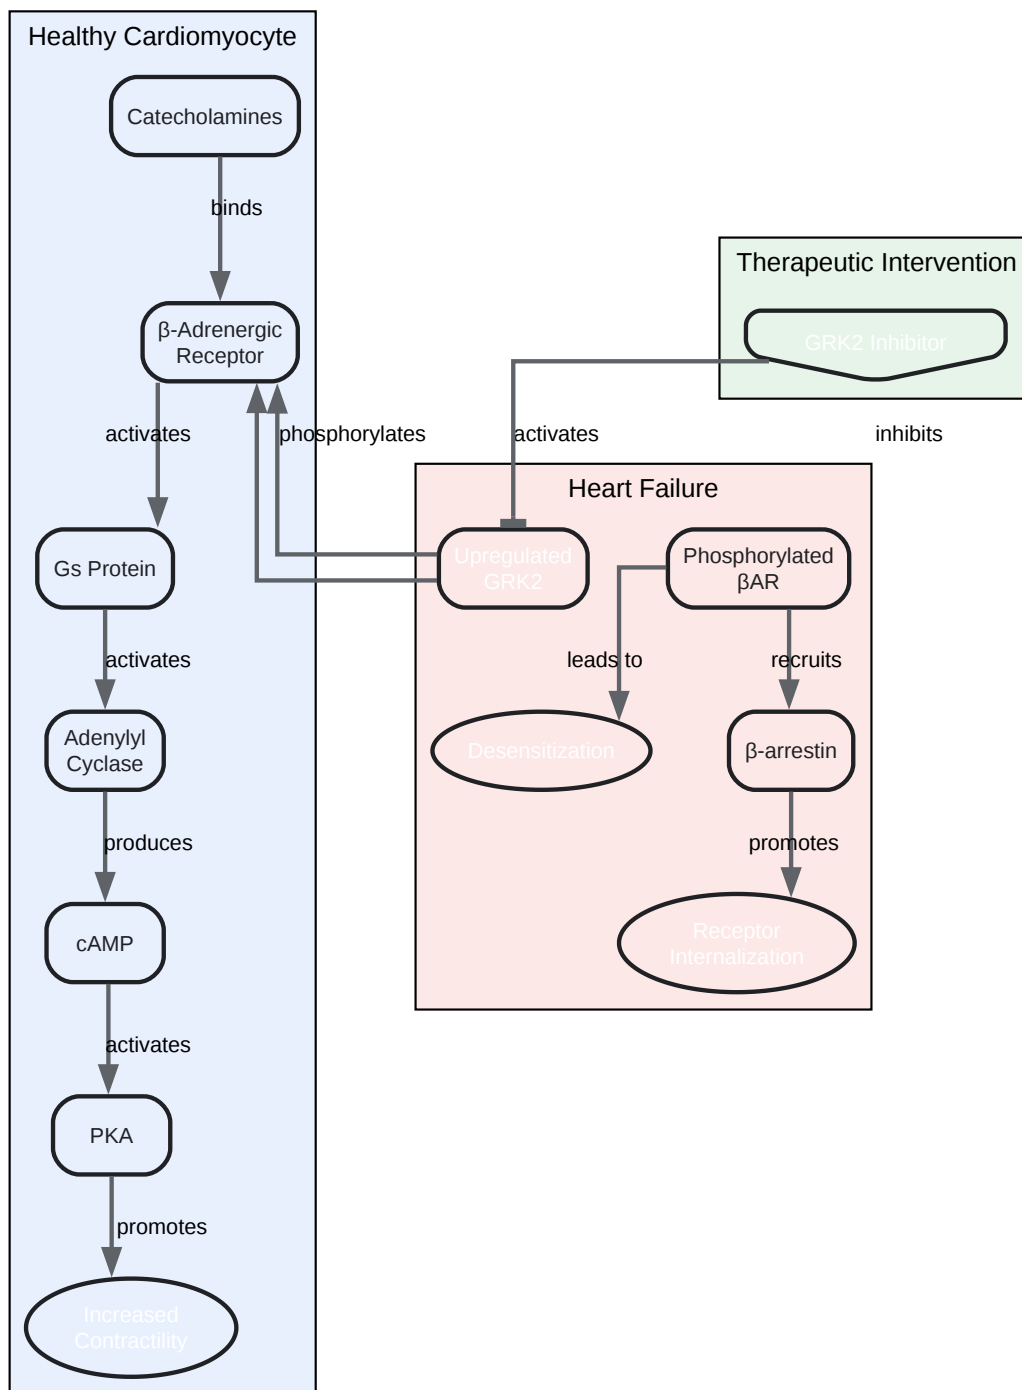 Healthy Cardiomyocyte
Catecholamines
binds
β-Adrenergic
Receptor
activates
Gs Protein
activates
Adenylyl
Cyclase
produces
cAMP
activates
PKA
promotes
Increased
Contractility
phosphorylates
activates
inhibits
Therapeutic Intervention
GRK2 Inhibitor
Heart Failure
Upregulated
GRK2
Phosphorylated
βAR
leads to
recruits
Desensitization
β-arrestin
promotes
Receptor
Internalization